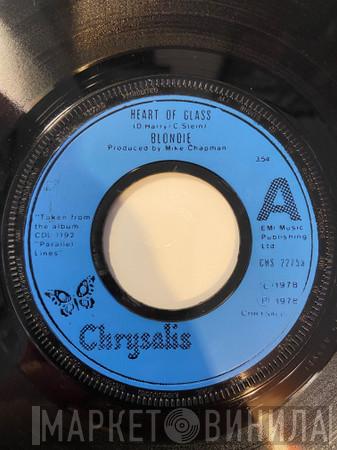 HEART OF GLASS
(D.Harry-C.Stein)
BLONDIE
Produced by Mike Chapman
3.54
A
"Taken from
the album
CDL 1192
"Parallel
Lines"
EMI Music
Publishing
Ltd
CHS 2275
© 1978
℗ 1978
Chrysalis
МАРКЕТ ВИНИЛА